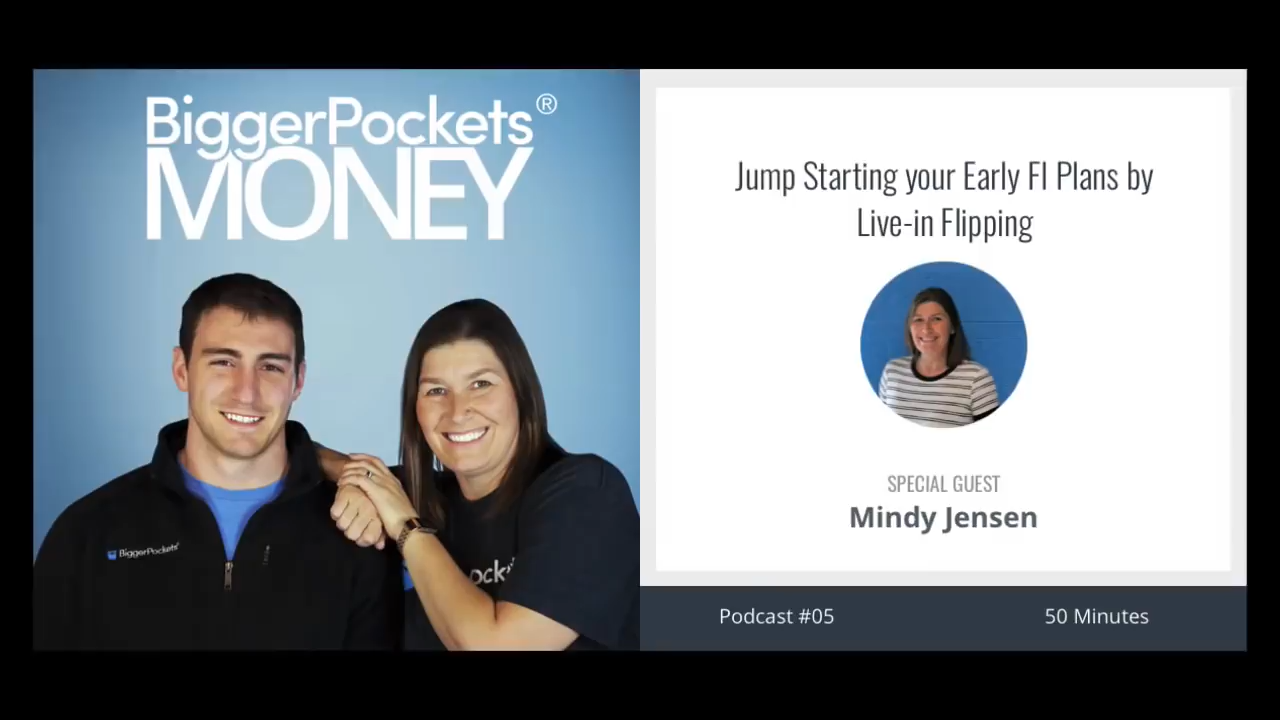 BiggerPockets®
MONEY
BiggerPockets
Jump Starting your Early FI Plans by
Live-in Flipping
SPECIAL GUEST
Mindy Jensen
Podcast #05
50 Minutes